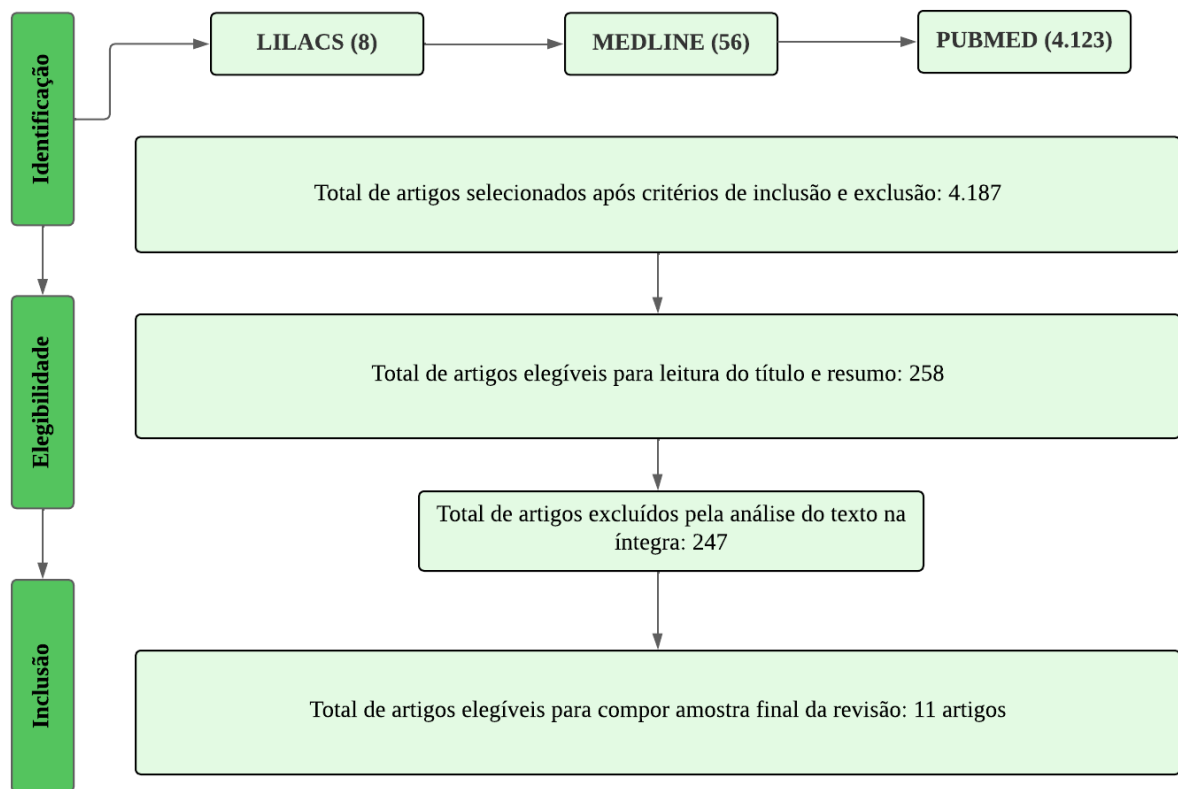 Identificação
LILACS (8)
MEDLINE (56)
PUBMED (4.123)
Total de artigos selecionados após critérios de inclusão e exclusão: 4.187
Elegibilidade
Total de artigos elegíveis para leitura do título e resumo: 258
Total de artigos excluídos pela análise do texto na
íntegra: 247
Inclusão
Total de artigos elegíveis para compor amostra final da revisão: 11 artigos